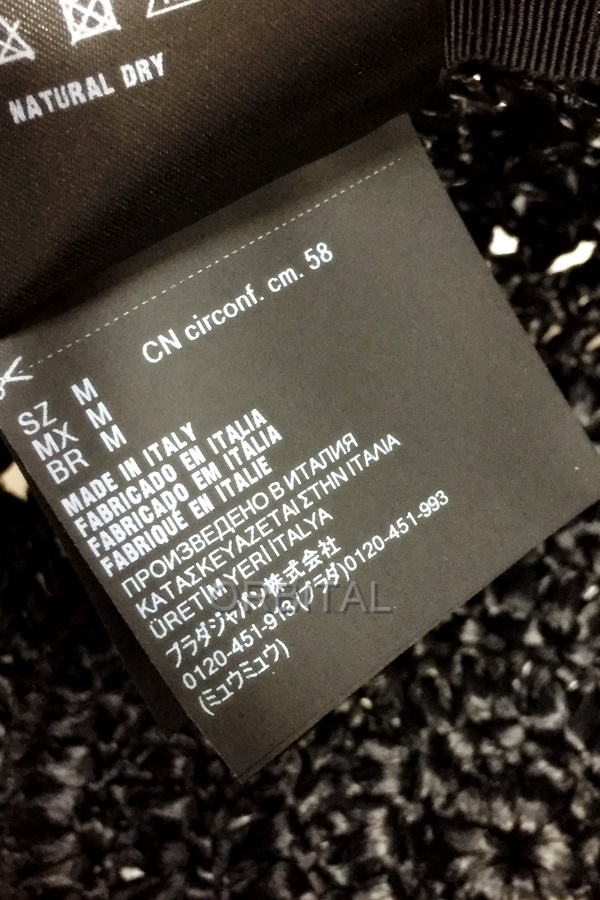 NATURAL DRY
CN circonf. cm. 58
SZ M
MX M
BR M
MADE IN ITALY
FABRICADO EN ITALIA
FABRICADO EM ITALIA
FABRIQUÉ EN ITALIE
ПРОИЗВЕДЕНО В ИТАЛИЯ
ΚΑΤΑΣΚΕΥΑΖΕΤΑΙ ΣΤΗΝ ΙΤΑΛΙΑ
ÜRETIM YERİ İTALYA
プラダジャパン株式会社
0120-451-913(プラダ)0120-451-993
(ミュウミュウ)
ORBITAL